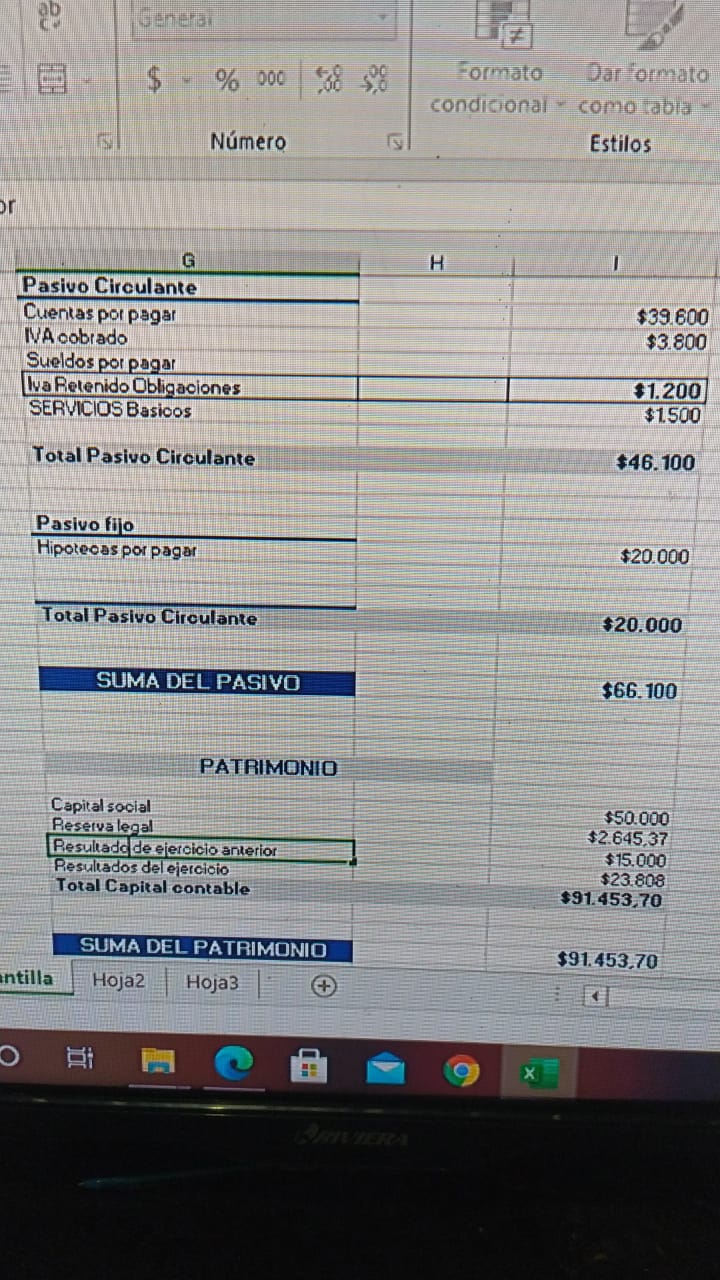 ab
General
$ % 000
Formato condicional
Dar formato como tabla
Número
Estilos
or
G H I
Pasivo Circulante
Cuentas por pagar $39.600
IVA cobrado $3.800
Sueldos por pagar
Iva Retenido Obligaciones $1.200
SERVICIOS Basicos $1.500
Total Pasivo Circulante $46.100
Pasivo fijo
Hipotecas por pagar $20.000
Total Pasivo Circulante $20.000
SUMA DEL PASIVO $66.100
PATRIMONIO
Capital social $50.000
Reserva legal $2.645,37
Resultado de ejercicio anterior $15.000
Resultados del ejercicio $23.808
Total Capital contable $91.453,70
SUMA DEL PATRIMONIO $91.453,70
antilla Hoja2 Hoja3
RIVIERA